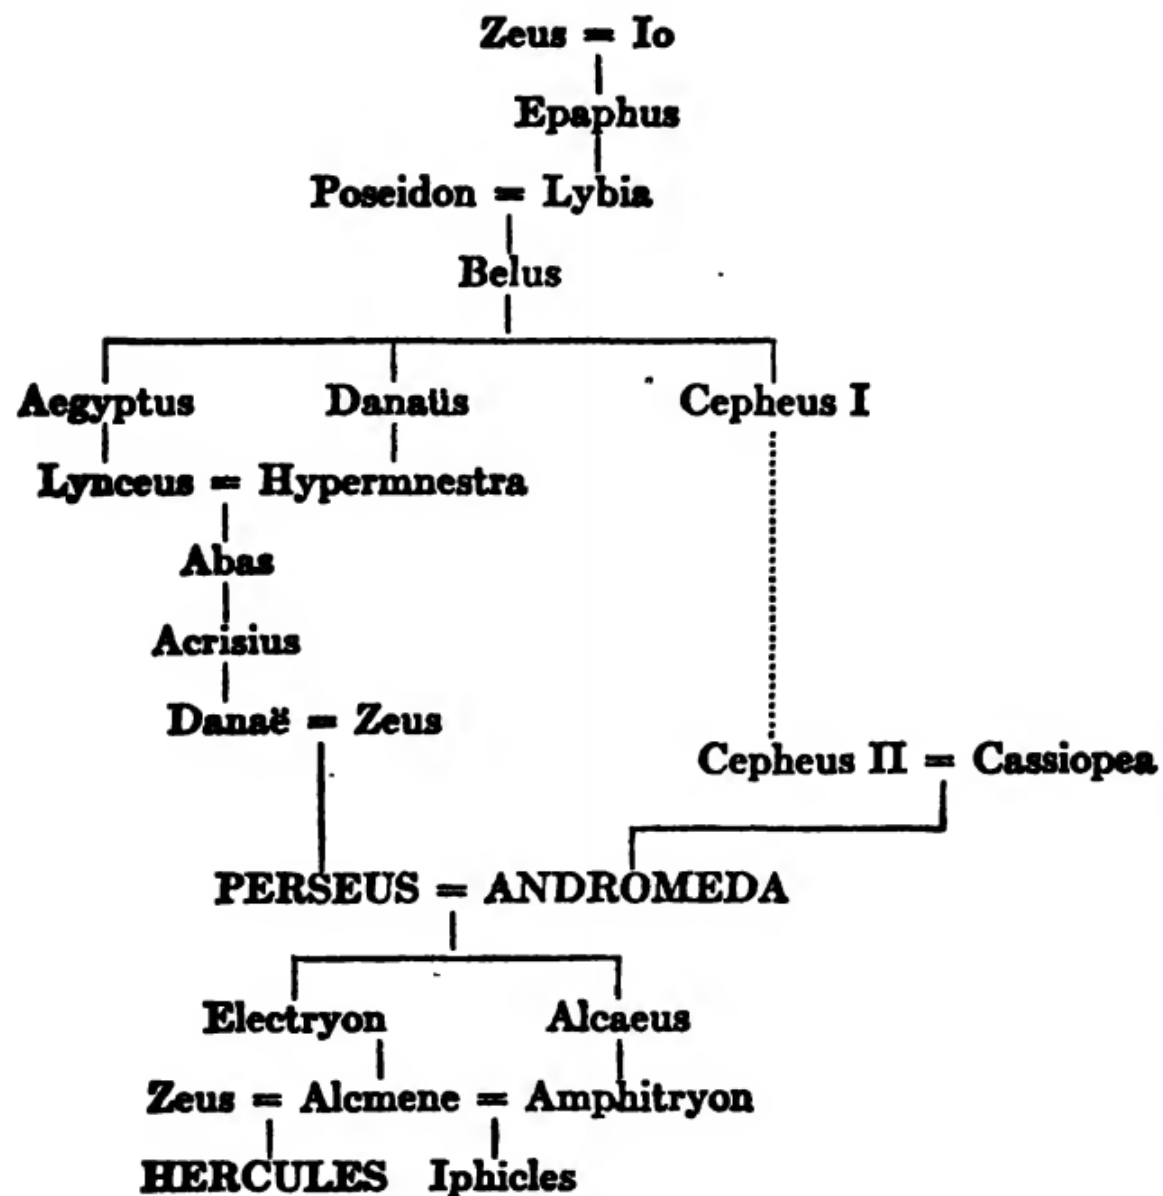 Zeus = Io
Epaphus
Poseidon = Lybia
Belus
Aegyptus Danaüs Cepheus I
Lynceus = Hypermnestra
Abas
Acrisius
Danaë = Zeus
Cepheus II = Cassiopea
PERSEUS = ANDROMEDA
Electryon Alcaeus
Zeus = Alcmene = Amphitryon
HERCULES Iphicles